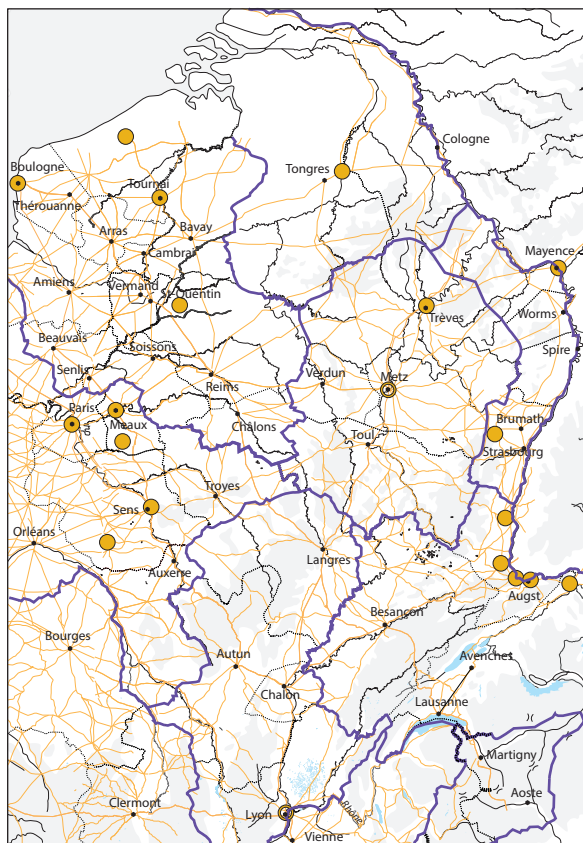 Cologne
Boulogne
Tongres
Tournai
Thérouanne
Arras
Bavay
Cambrai
Mayence
Amiens
Vermand
St-Quentin
Trèves
Worms
Beauvais
Soissons
Spire
Senlis
Reims
Verdun
Metz
Paris
Meaux
Châlons
Toul
Brumath
Strasbourg
Troyes
Sens
Orléans
Langres
Auxerre
Augst
Besançon
Bourges
Autun
Avenches
Chalon
Lausanne
Martigny
Clermont
Aoste
Lyon
Rhône
Vienne